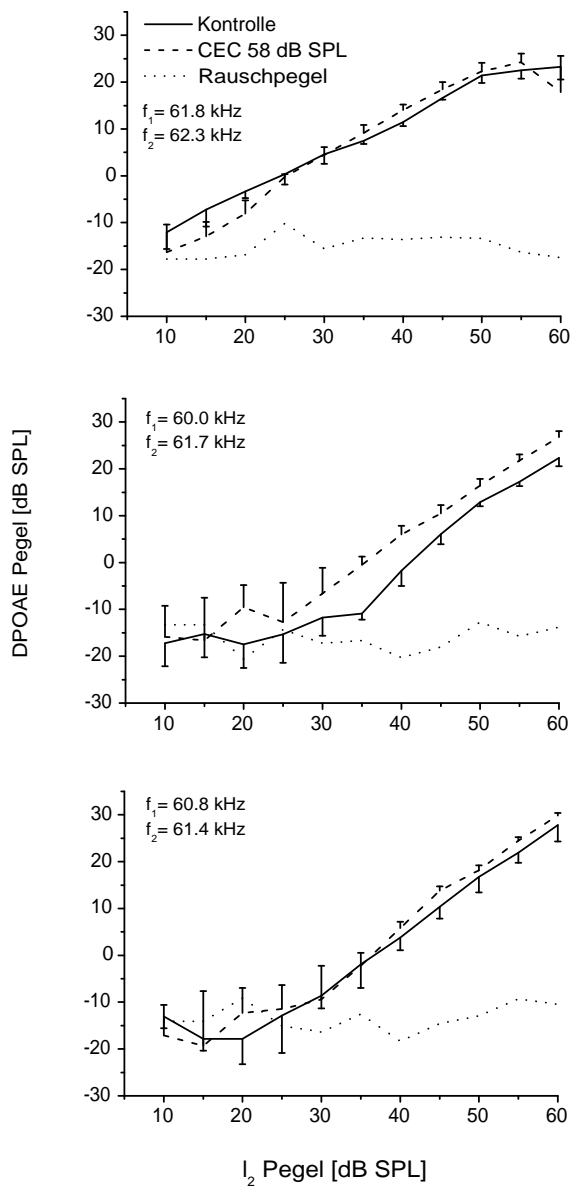 Kontrolle
CEC 58 dB SPL
Rauschpegel
f1= 61.8 kHz
f2= 62.3 kHz
30
20
10
0
-10
-20
-30
10 20 30 40 50 60
f1= 60.0 kHz
f2= 61.7 kHz
30
20
10
0
-10
-20
-30
10 20 30 40 50 60
DPOAE Pegel [dB SPL]
f1= 60.8 kHz
f2= 61.4 kHz
30
20
10
0
-10
-20
-30
10 20 30 40 50 60
l2 Pegel [dB SPL]